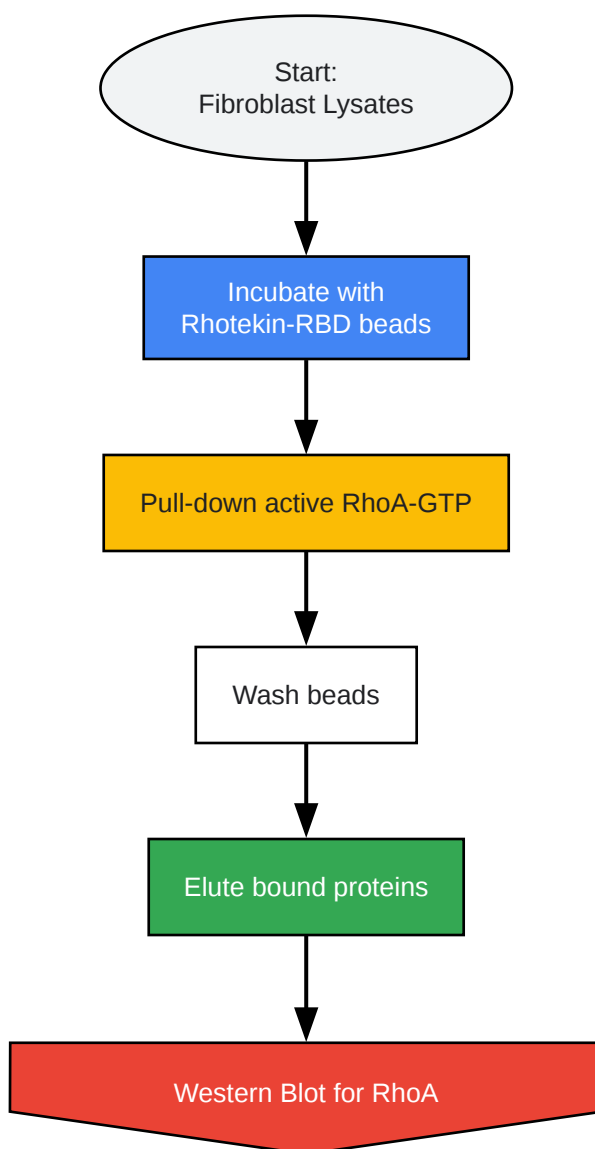 Start:
Fibroblast Lysates
Incubate with
Rhotekin-RBD beads
Pull-down active RhoA-GTP
Wash beads
Elute bound proteins
Western Blot for RhoA